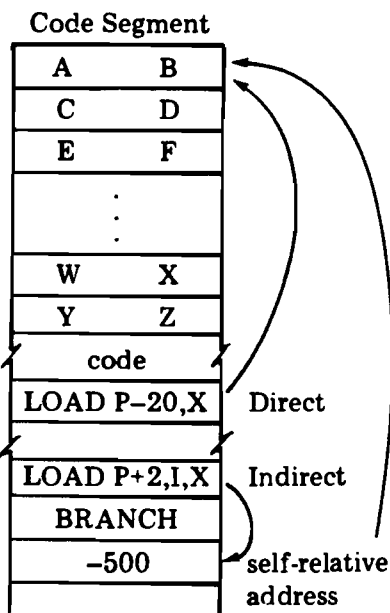 Code Segment
A B
C D
E F
.
.
.
W X
Y Z
code
LOAD P−20,X Direct
LOAD P+2,I,X Indirect
BRANCH
−500 self-relative
address